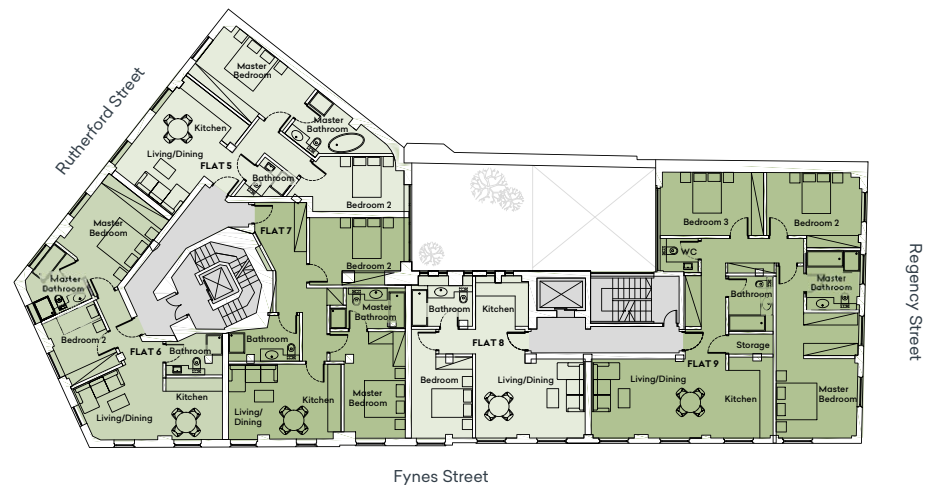 Rutherford Street
Master
Bedroom
Kitchen
Master
Bathroom
Living/Dining
FLAT 5
Bathroom
Bedroom 2
Master
Bedroom
FLAT 7
Bedroom 2
Master
Bathroom
Bedroom 2
FLAT 6
Bathroom
Kitchen
Living/Dining
Bathroom
Master
Bathroom
Living/
Dining
Kitchen
Master
Bedroom
Bathroom
Kitchen
FLAT 8
Bedroom
Living/Dining
Bedroom 3
Bedroom 2
WC
Bathroom
Master
Bathroom
Storage
FLAT 9
Living/Dining
Kitchen
Master
Bedroom
Regency Street
Fynes Street